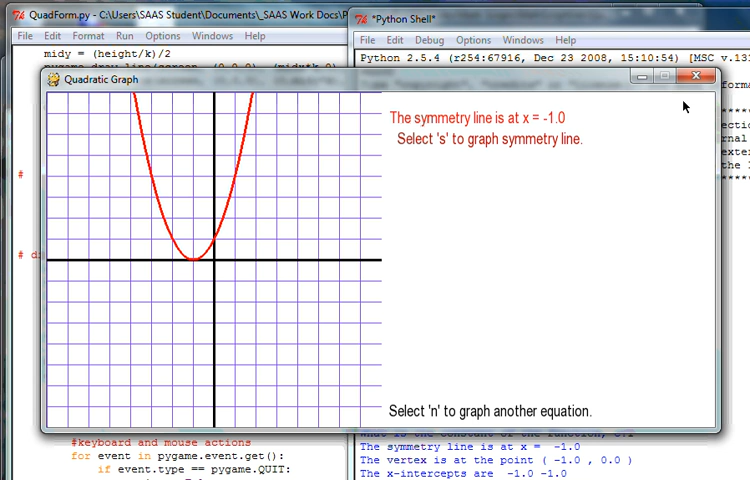 QuadForm.py - C:\Users\SAAS Student\Documents\_SAAS Work Docs\P
*Python Shell*
File Edit Format Run Options Windows Help
File Edit Debug Options Windows Help
midy = (height/k)/2
Python 2.5.4 (r254:67916, Dec 23 2008, 15:10:54) [MSC v.131
Quadratic Graph
The symmetry line is at x = -1.0
Select 's' to graph symmetry line.
#
# di
Select 'n' to graph another equation.
#keyboard and mouse actions
for event in pygame.event.get():
if event.type == pygame.QUIT:
The symmetry line is at x = -1.0
The vertex is at the point ( -1.0 , 0.0 )
The x-intercepts are -1.0 -1.0